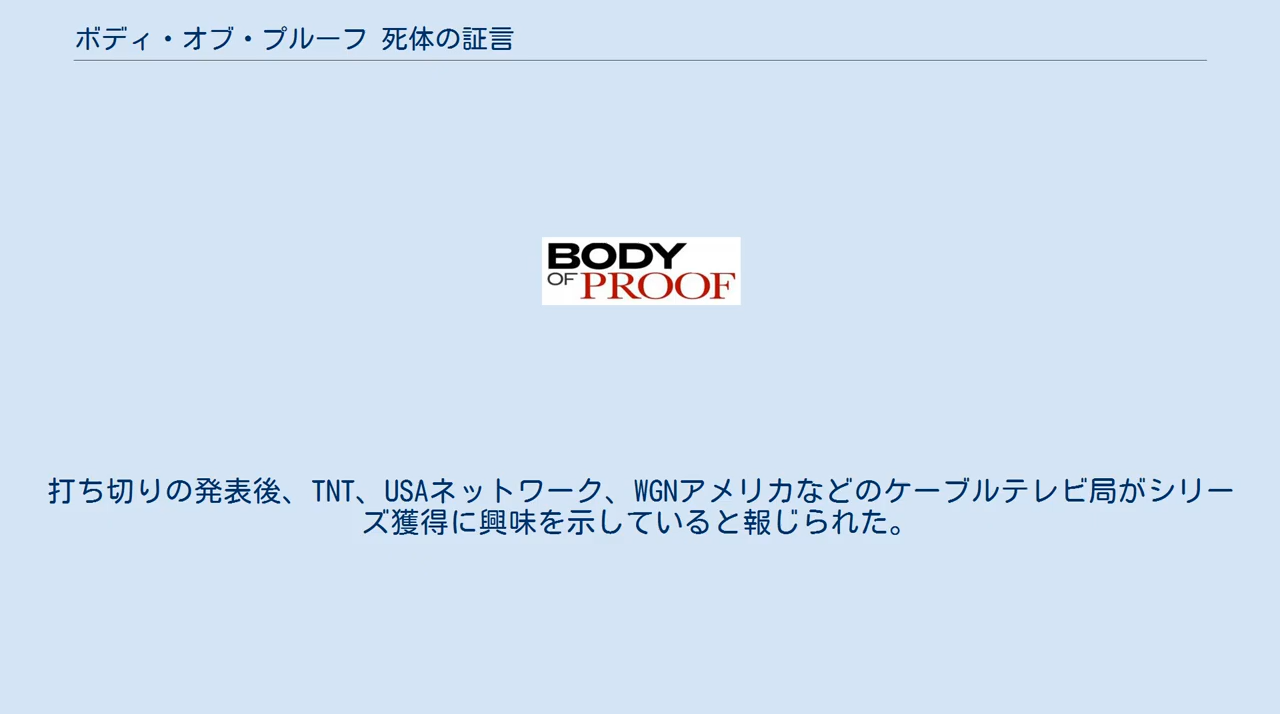 ボディ・オブ・プルーフ 死体の証言
BODY
OF PROOF
打ち切りの発表後、TNT、USAネットワーク、WGNアメリカなどのケーブルテレビ局がシリー
ズ獲得に興味を示していると報じられた。